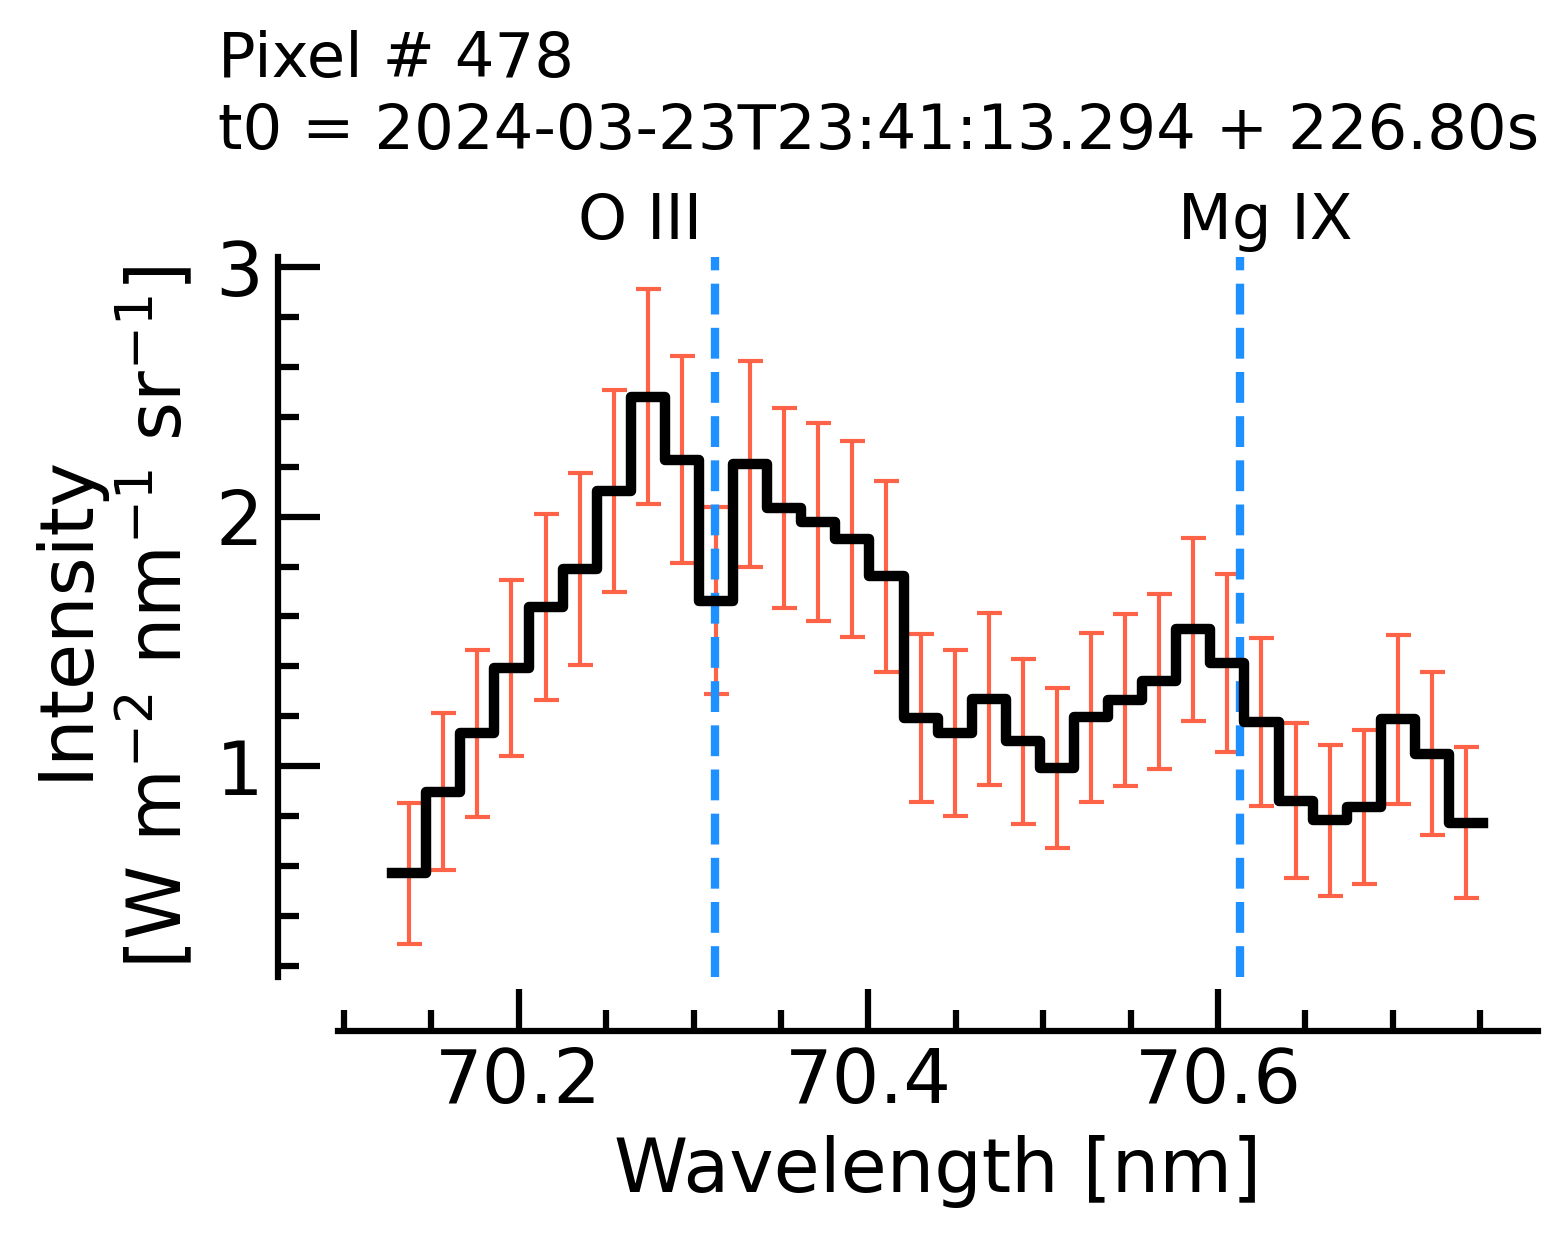 Pixel # 478
t0 = 2024-03-23T23:41:13.294 + 226.80s
O III
Mg IX
Intensity
[W m⁻² nm⁻¹ sr⁻¹]
3
2
1
70.2
70.4
70.6
Wavelength [nm]